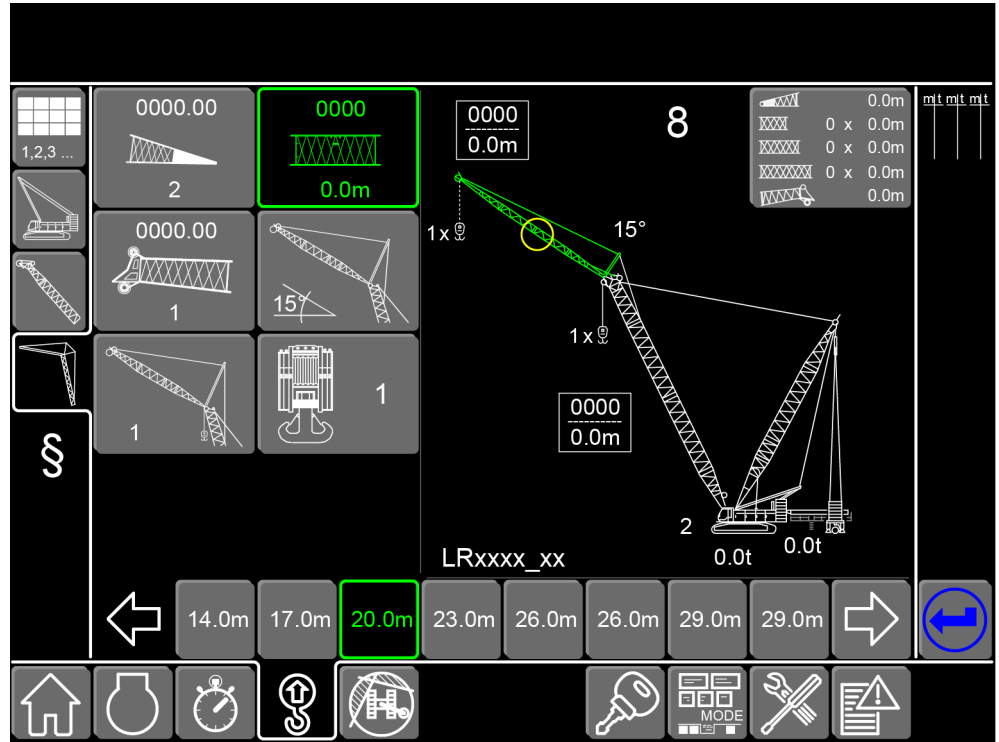 1,2,3 ...
§
0000.00
2
0000
0.0m
0000.00
1
15°
1
1
0000
0.0m
8
0.0m
0 x 0.0m
0 x 0.0m
0 x 0.0m
0.0m
m|t m|t m|t
1 x
15°
1 x
0000
0.0m
2
0.0t
0.0t
LRxxxx_xx
14.0m 17.0m 20.0m 23.0m 26.0m 26.0m 29.0m 29.0m
MODE